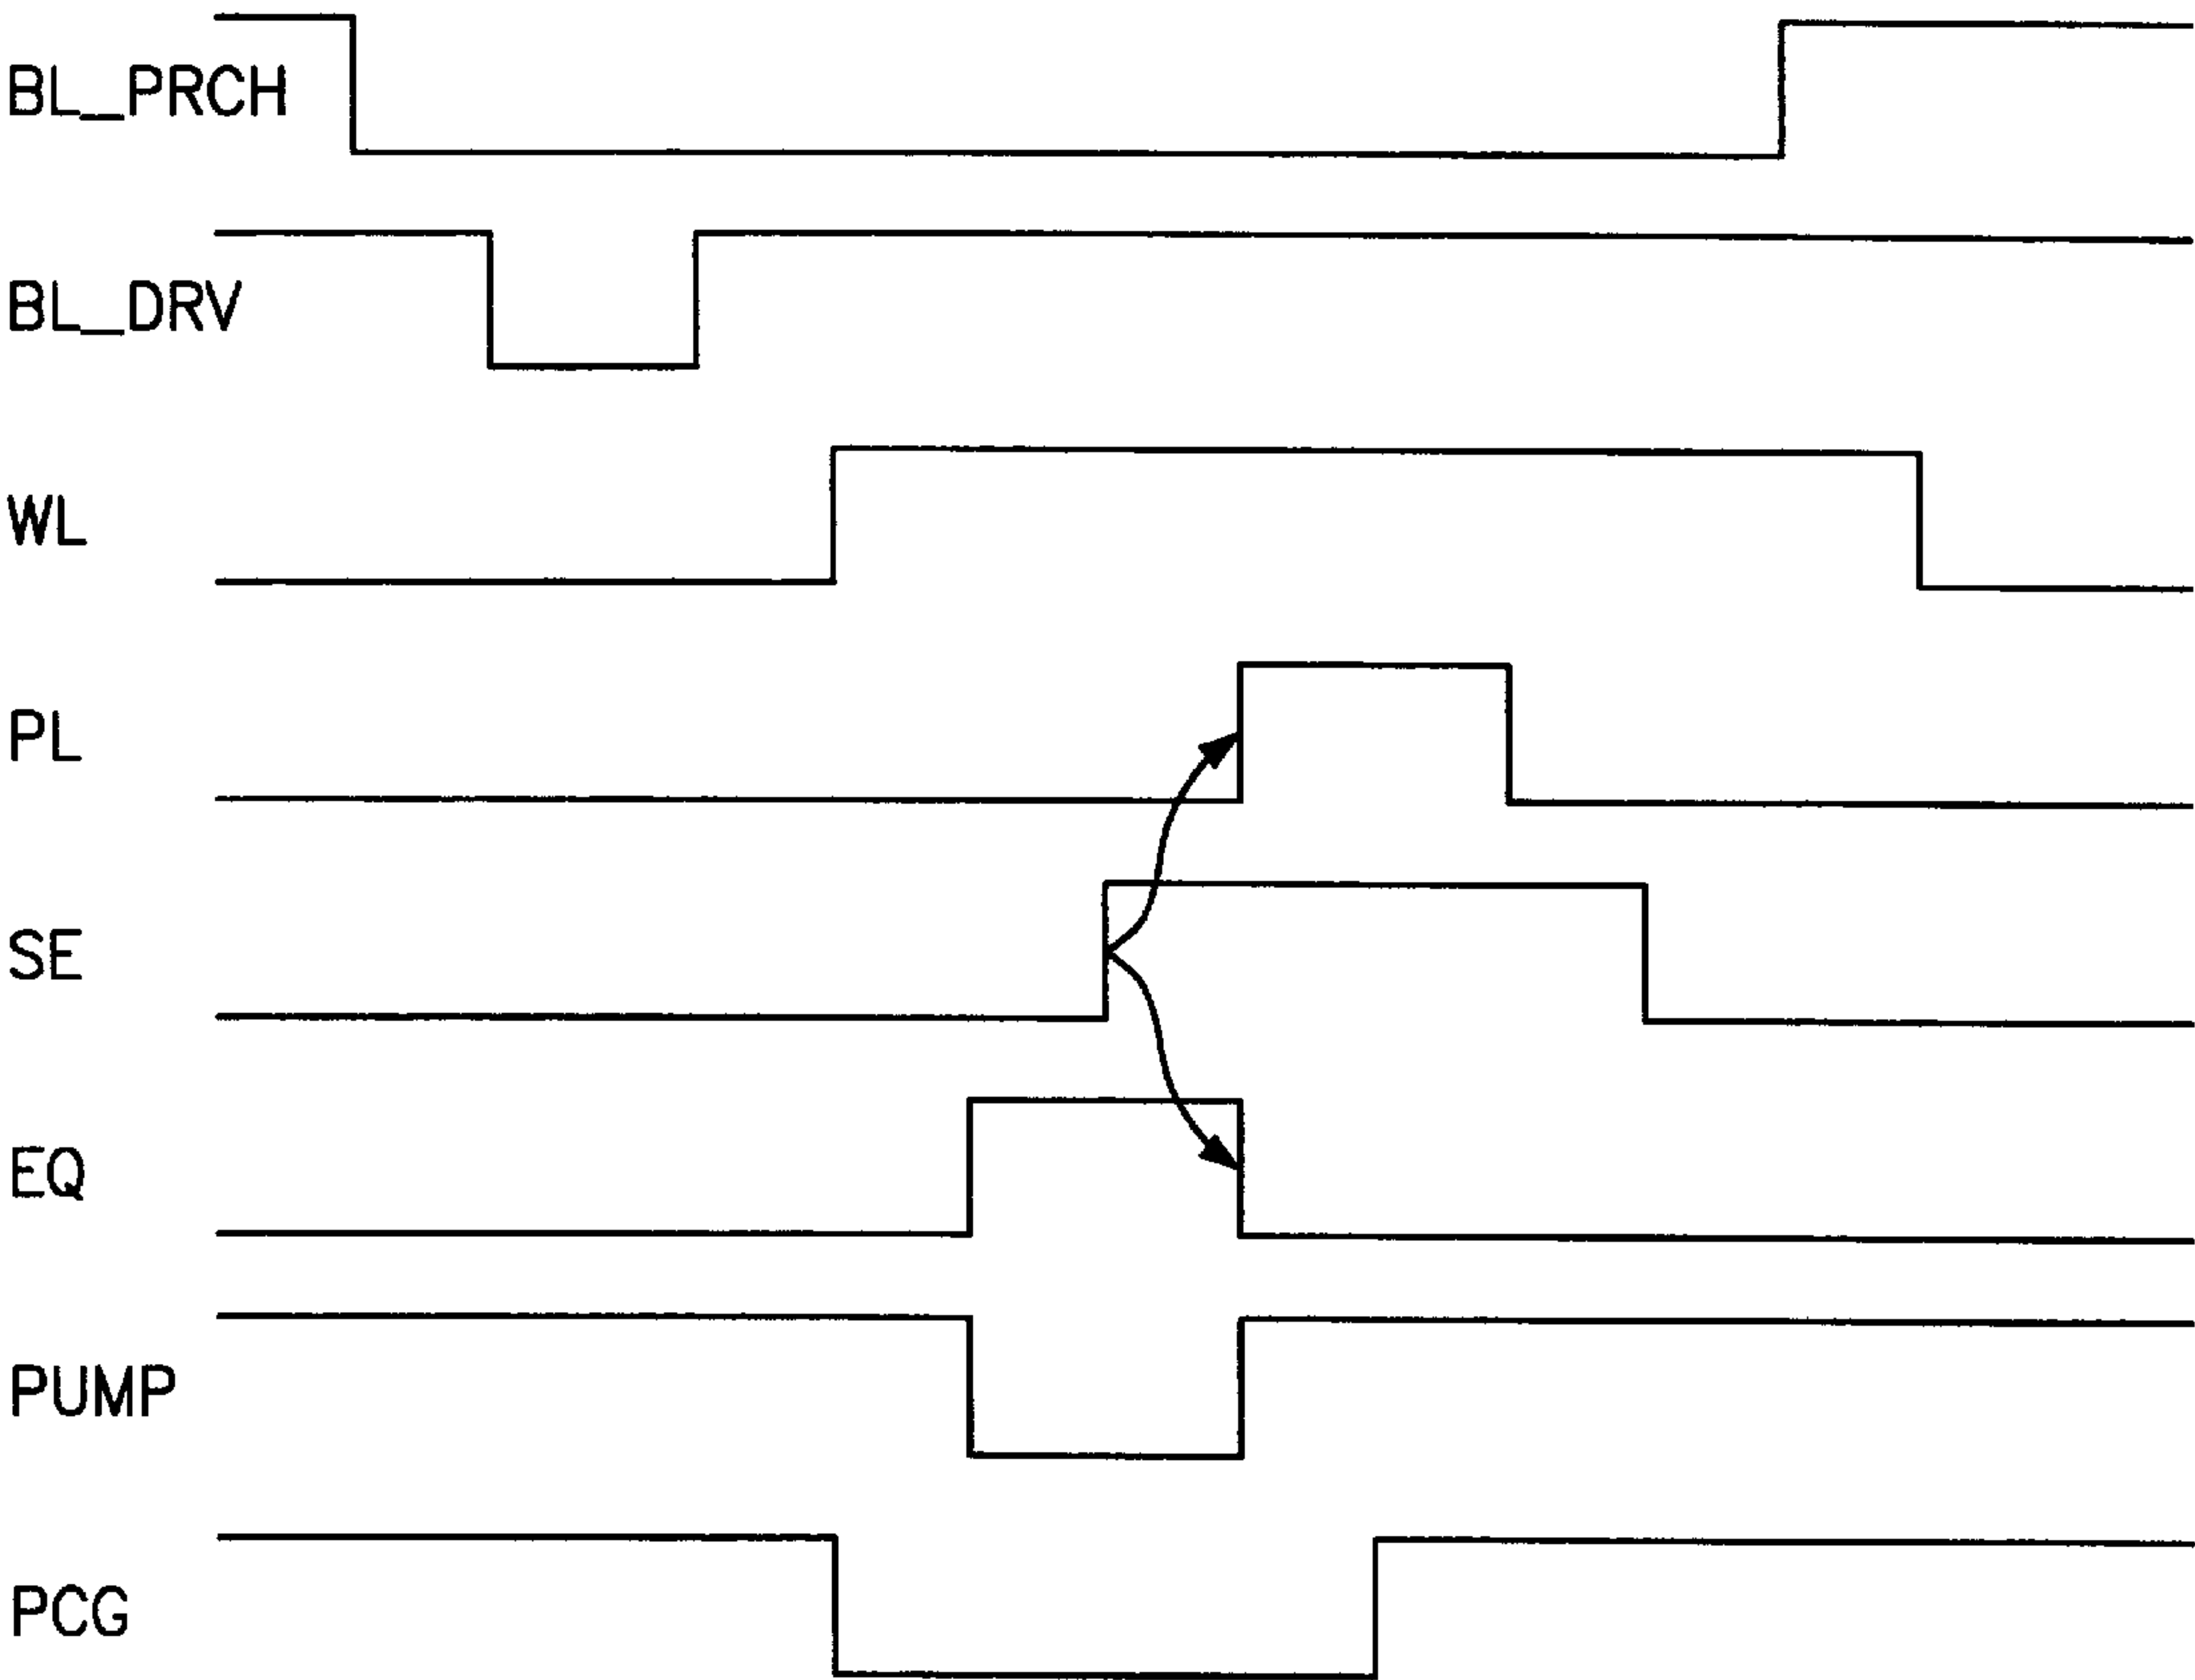 BL_PRCH
BL_DRV
WL
PL
SE
EQ
PUMP
PCG